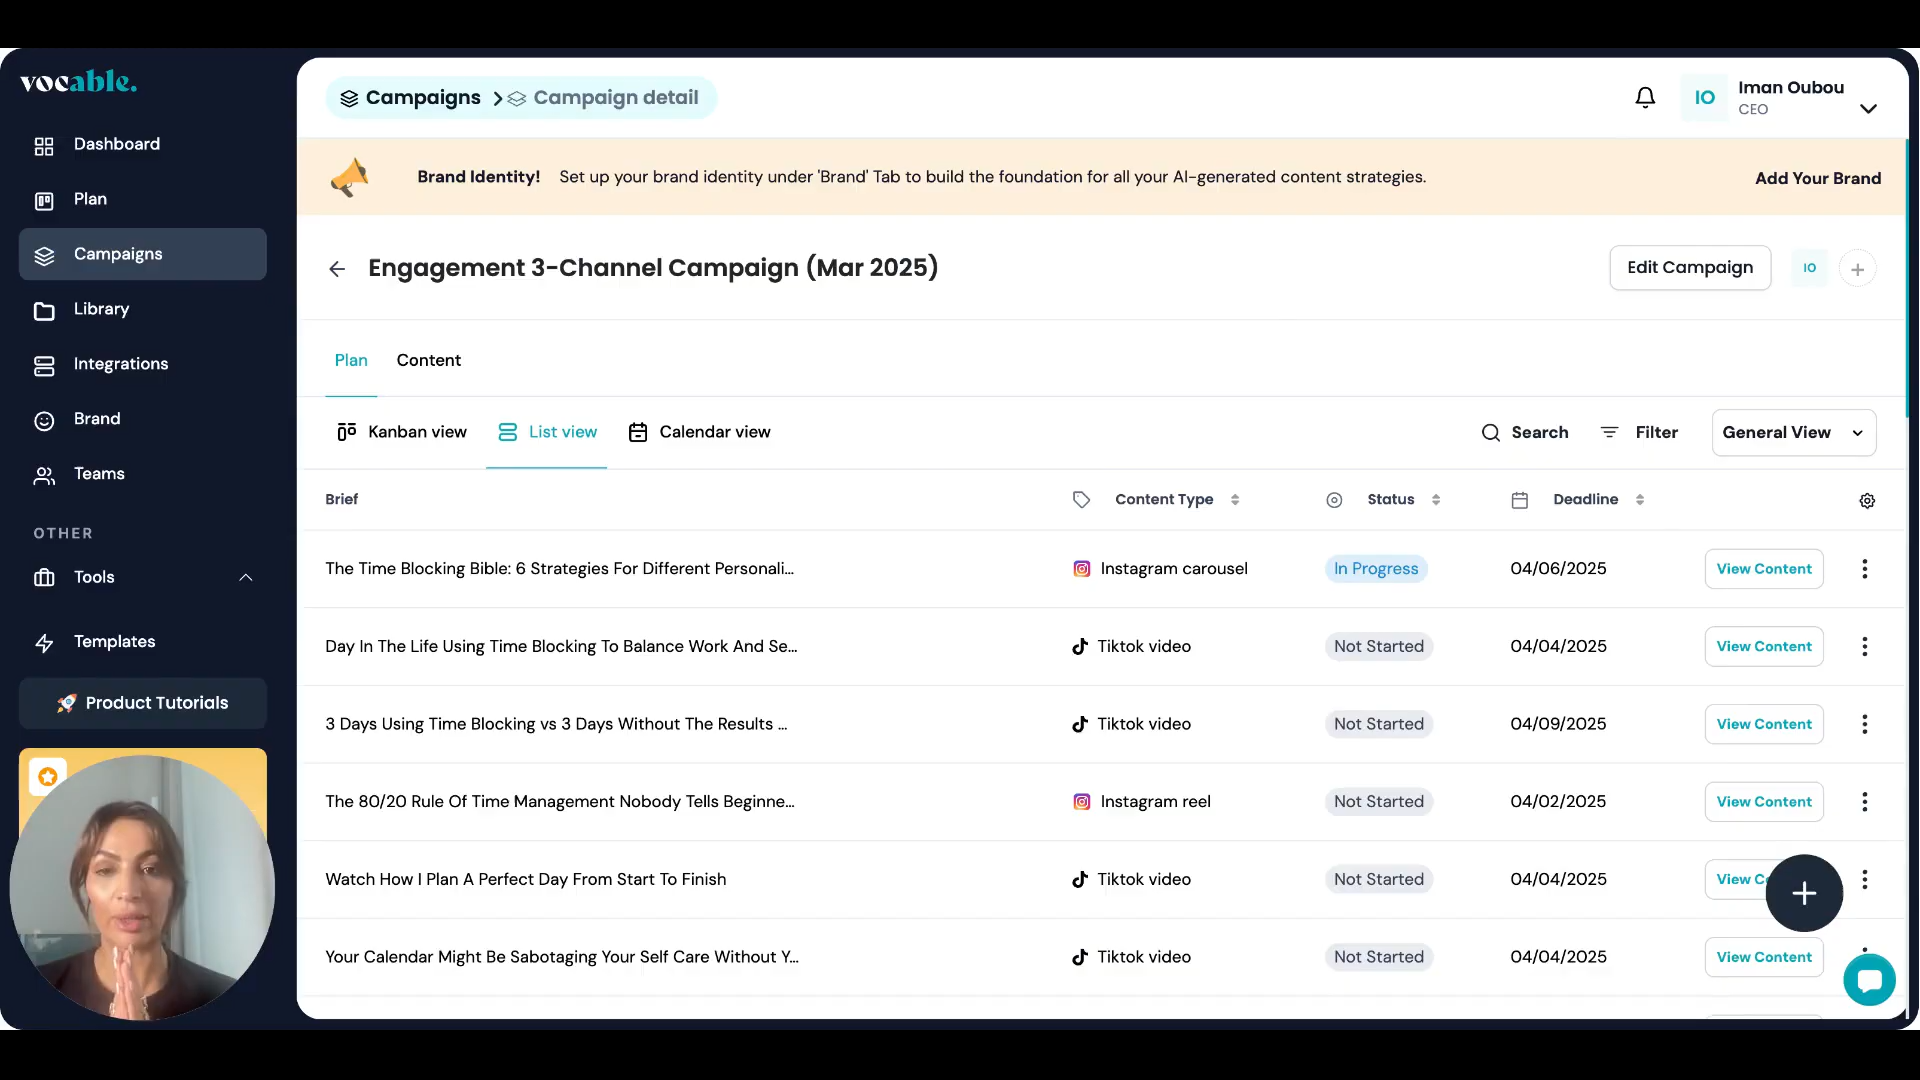 vocable.
Dashboard
Plan
Campaigns
Library
Integrations
Brand
Teams
OTHER
Tools
Templates
Product Tutorials
Campaigns
Campaign detail
IO
Iman Oubou
CEO
Brand Identity! Set up your brand identity under 'Brand' Tab to build the foundation for all your AI-generated content strategies.
Add Your Brand
Engagement 3-Channel Campaign (Mar 2025)
Edit Campaign
IO
Plan Content
Kanban view List view Calendar view
Search Filter General View
Brief Content Type Status Deadline
The Time Blocking Bible: 6 Strategies For Different Personali... Instagram carousel In Progress 04/06/2025 View Content
Day In The Life Using Time Blocking To Balance Work And Se... Tiktok video Not Started 04/04/2025 View Content
3 Days Using Time Blocking vs 3 Days Without The Results ... Tiktok video Not Started 04/09/2025 View Content
The 80/20 Rule Of Time Management Nobody Tells Beginne... Instagram reel Not Started 04/02/2025 View Content
Watch How I Plan A Perfect Day From Start To Finish Tiktok video Not Started 04/04/2025 View
Your Calendar Might Be Sabotaging Your Self Care Without Y... Tiktok video Not Started 04/04/2025 View Content